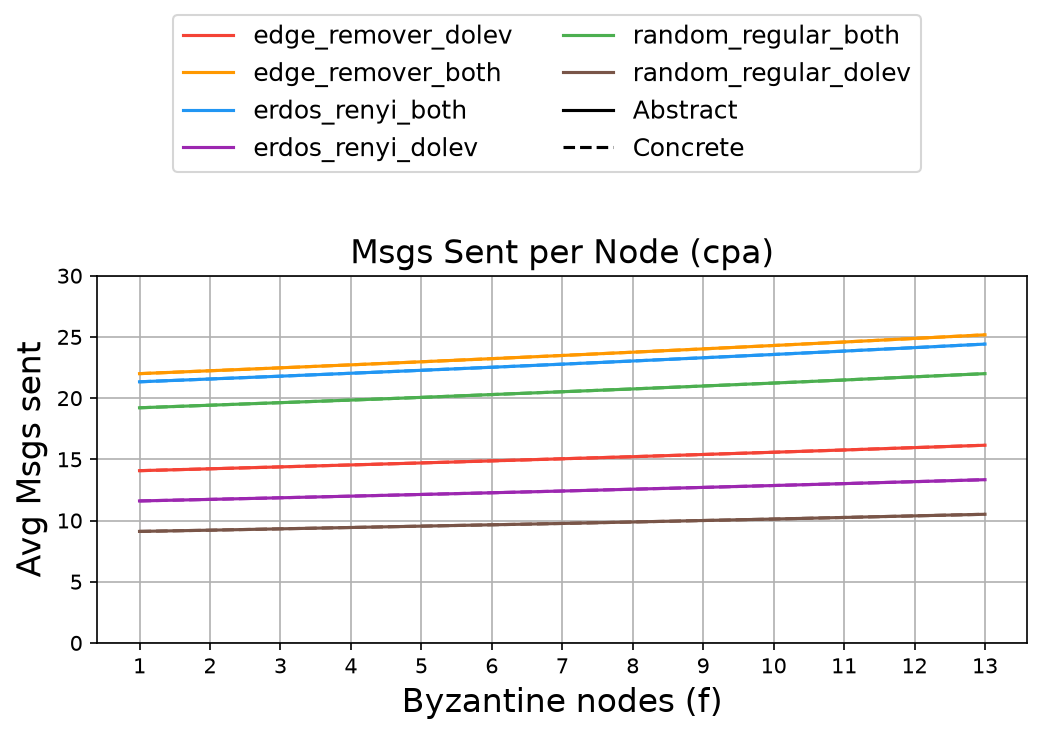 edge_remover_dolev
edge_remover_both
erdos_renyi_both
erdos_renyi_dolev
random_regular_both
random_regular_dolev
Abstract
Concrete
Msgs Sent per Node (cpa)
Avg Msgs sent
30
25
20
15
10
5
0
1 2 3 4 5 6 7 8 9 10 11 12 13
Byzantine nodes (f)